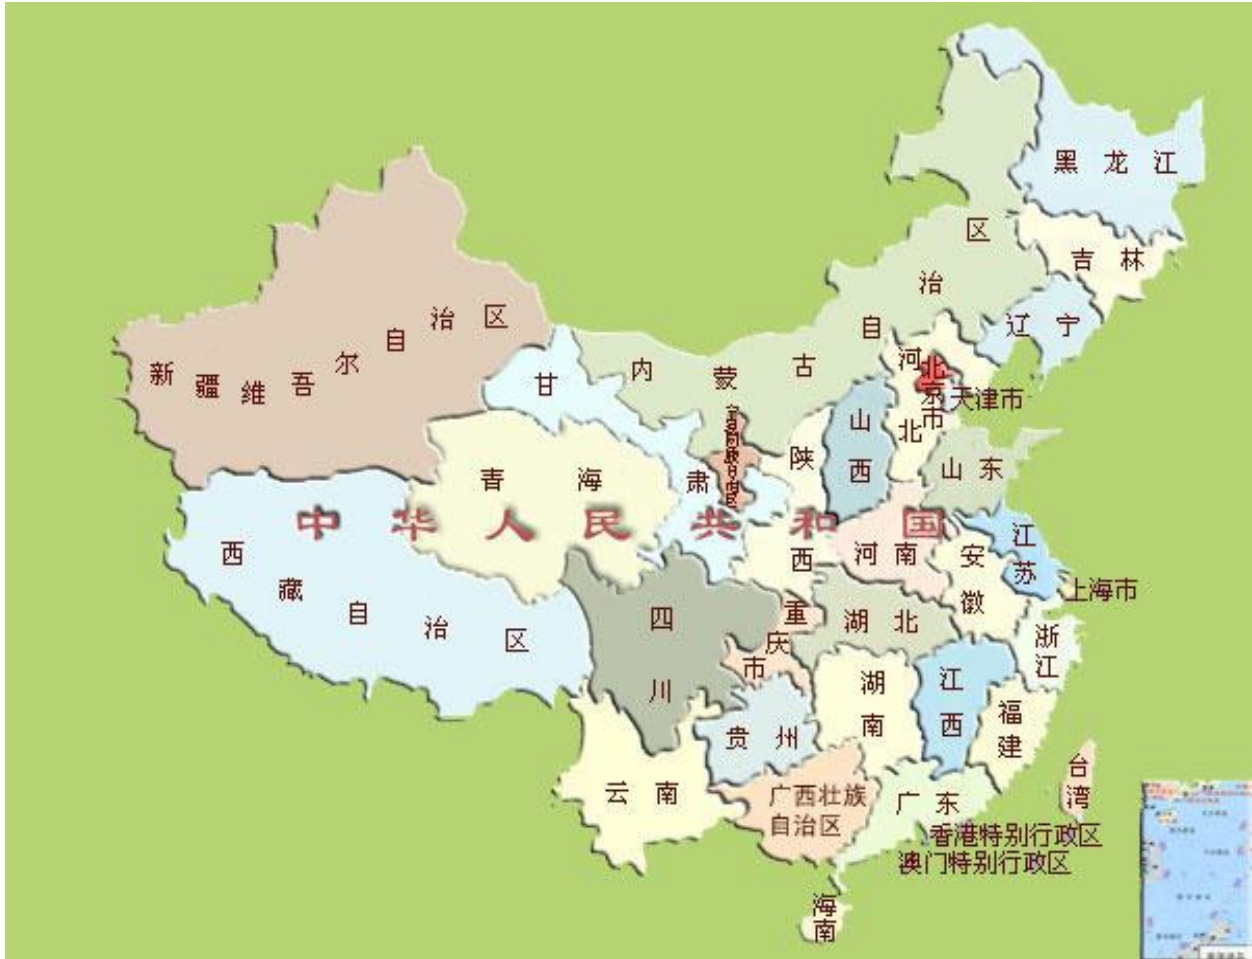 黑龙江
吉林
辽宁
内蒙古自治区
新疆维吾尔自治区
甘肃
河北
北京市
天津市
山西
陕西
宁夏回族自治区
山东
青海
中华人民共和国
西藏自治区
河南
江苏
安徽
上海市
四川
重庆市
湖北
浙江
湖南
江西
福建
贵州
云南
广西壮族
自治区
广东
台湾
香港特别行政区
澳门特别行政区
海南